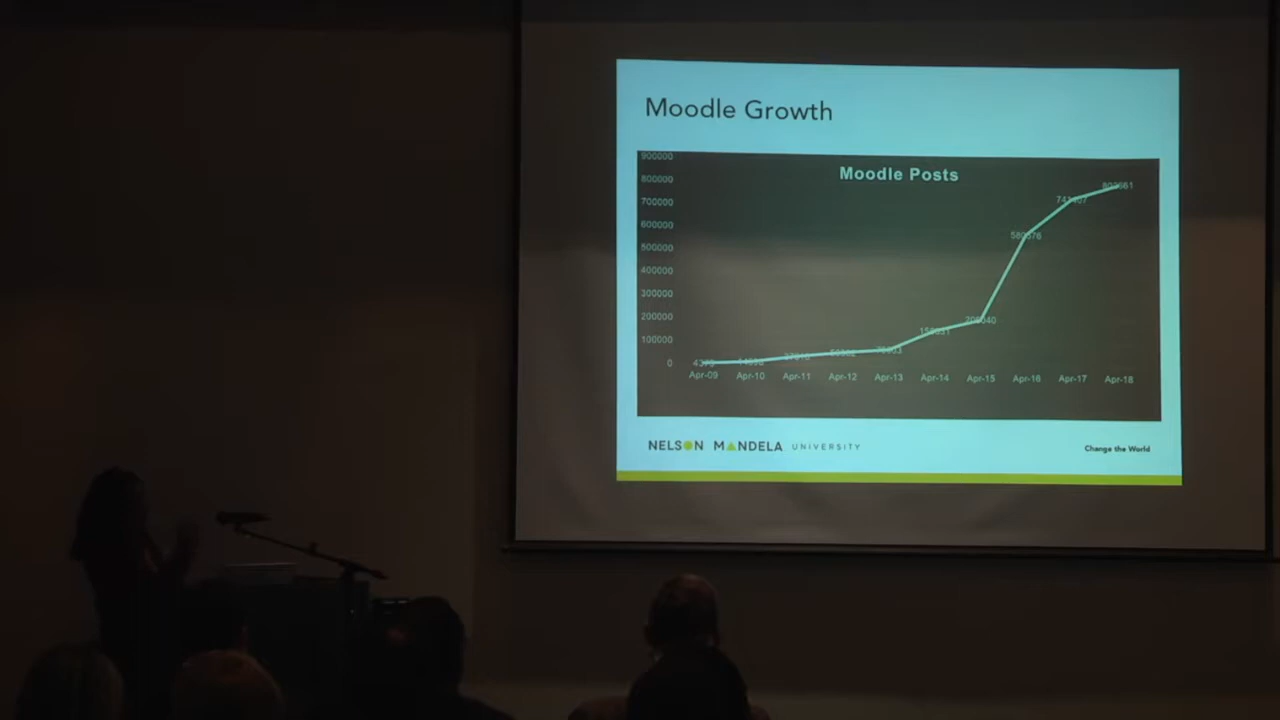 Moodle Growth
Moodle Posts
900000
800000
700000
600000
500000
400000
300000
200000
100000
0
Apr-09 Apr-10 Apr-11 Apr-12 Apr-13 Apr-14 Apr-15 Apr-16 Apr-17 Apr-18
NELSON MANDELA UNIVERSITY
Change the World